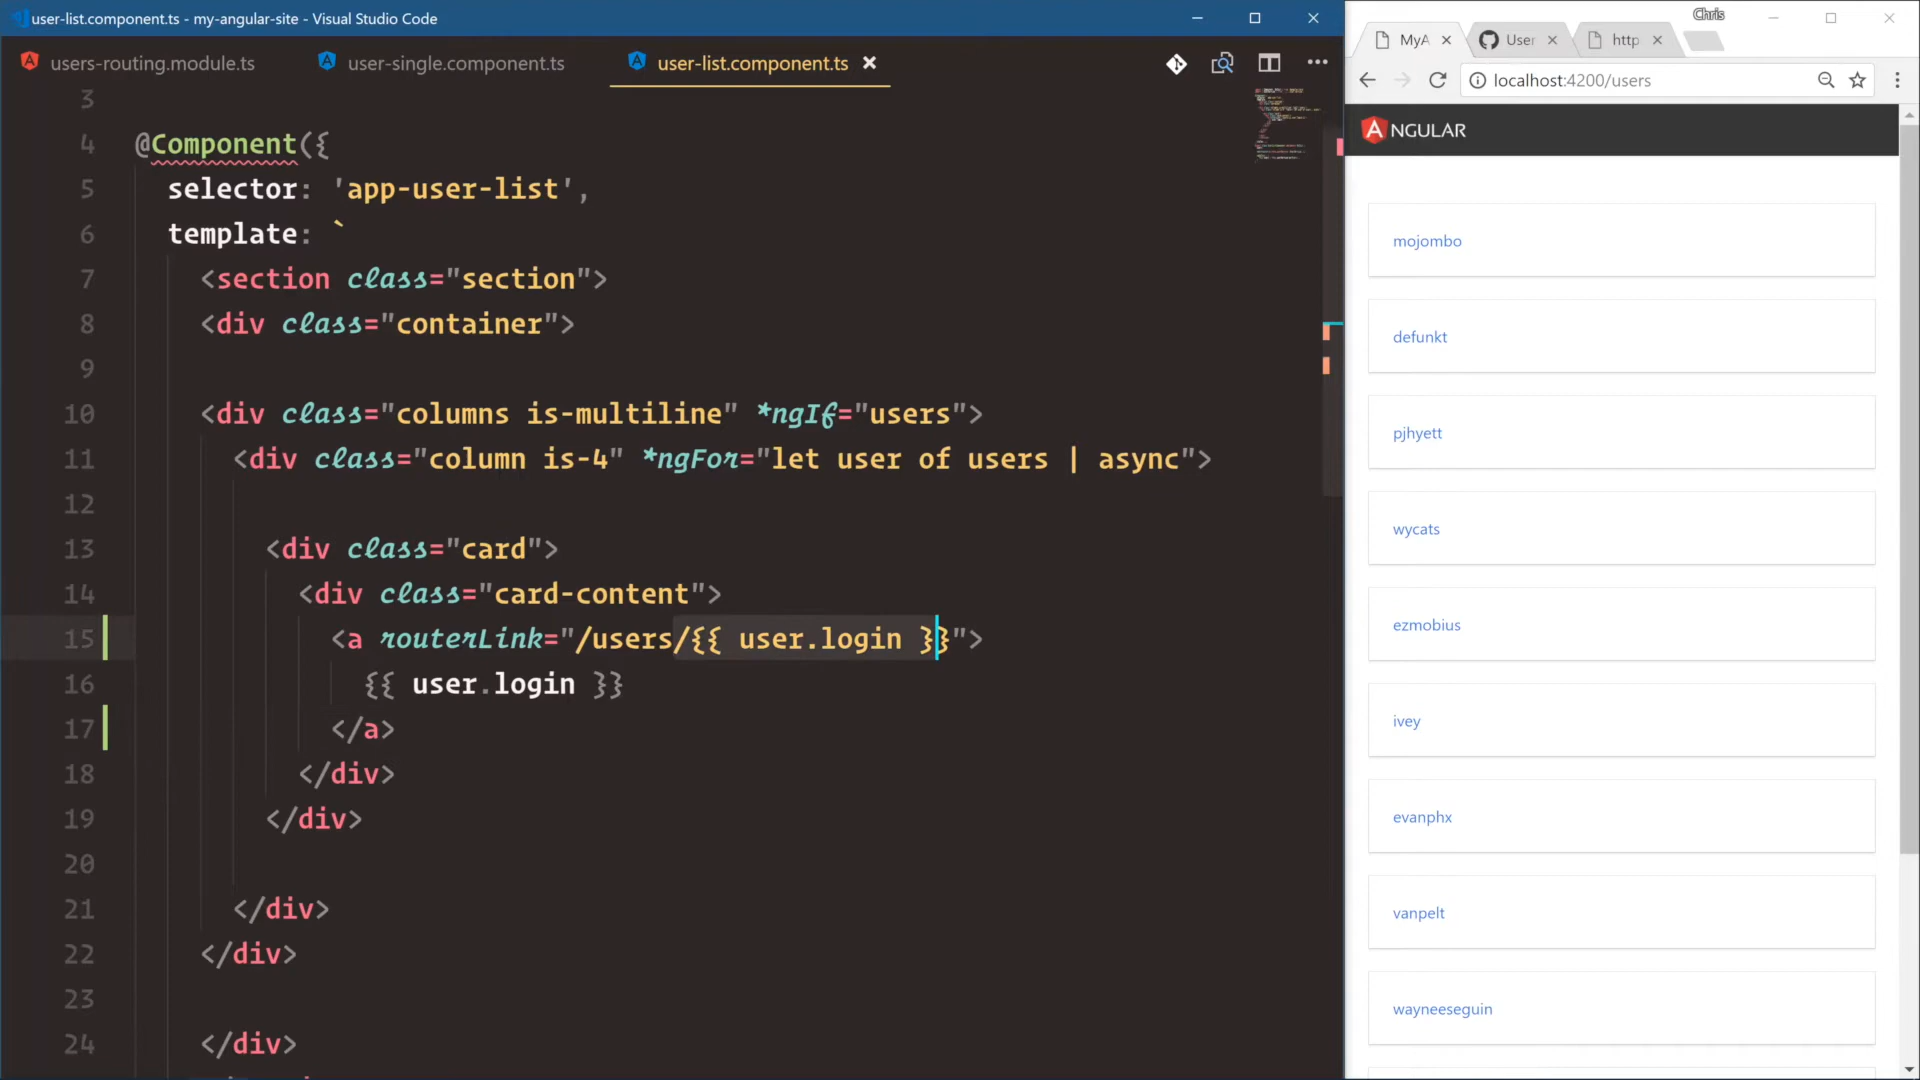 user-list.component.ts - my-angular-site - Visual Studio Code
users-routing.module.ts
user-single.component.ts
user-list.component.ts
3
4 @Component({
5 selector: 'app-user-list',
6 template: `
7 <section class="section">
8 <div class="container">
9
10 <div class="columns is-multiline" *ngIf="users">
11 <div class="column is-4" *ngFor="let user of users | async">
12
13 <div class="card">
14 <div class="card-content">
15 <a routerLink="/users/{{ user.login }}">
16 {{ user.login }}
17 </a>
18 </div>
19 </div>
20
21 </div>
22 </div>
23
24 </div>
Chris
MyA
User
http
localhost:4200/users
NGULAR
mojombo
defunkt
pjhyett
wycats
ezmobius
ivey
evanphx
vanpelt
wayneeseguin